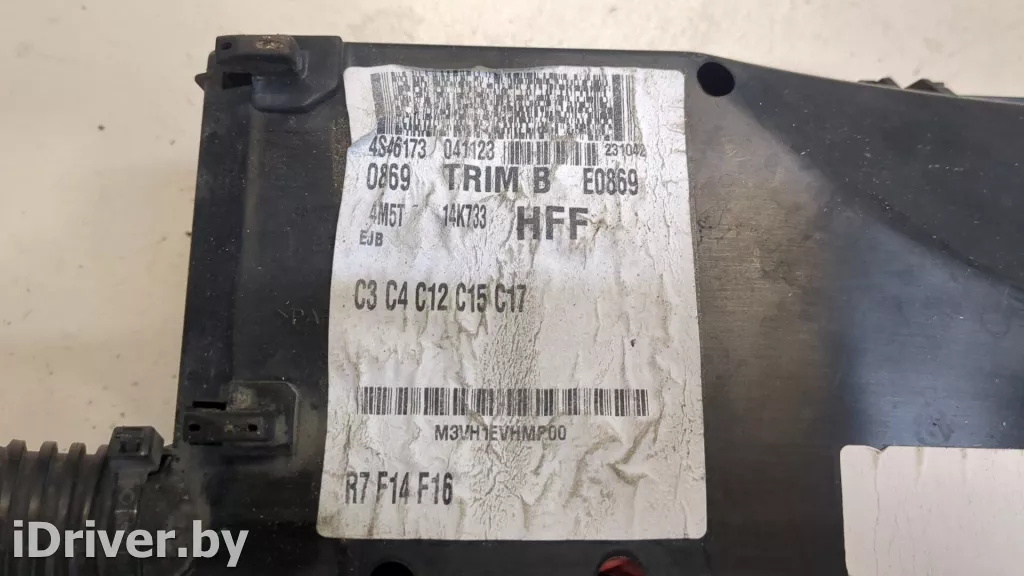 4S46173 041123 231042
0869 TRIM B E0869
4M5T 14K733 HFF
EJB
C3 C4 C12 C15 C17
M3VH1EVHMP00
R7 F14 F16
iDriver.by